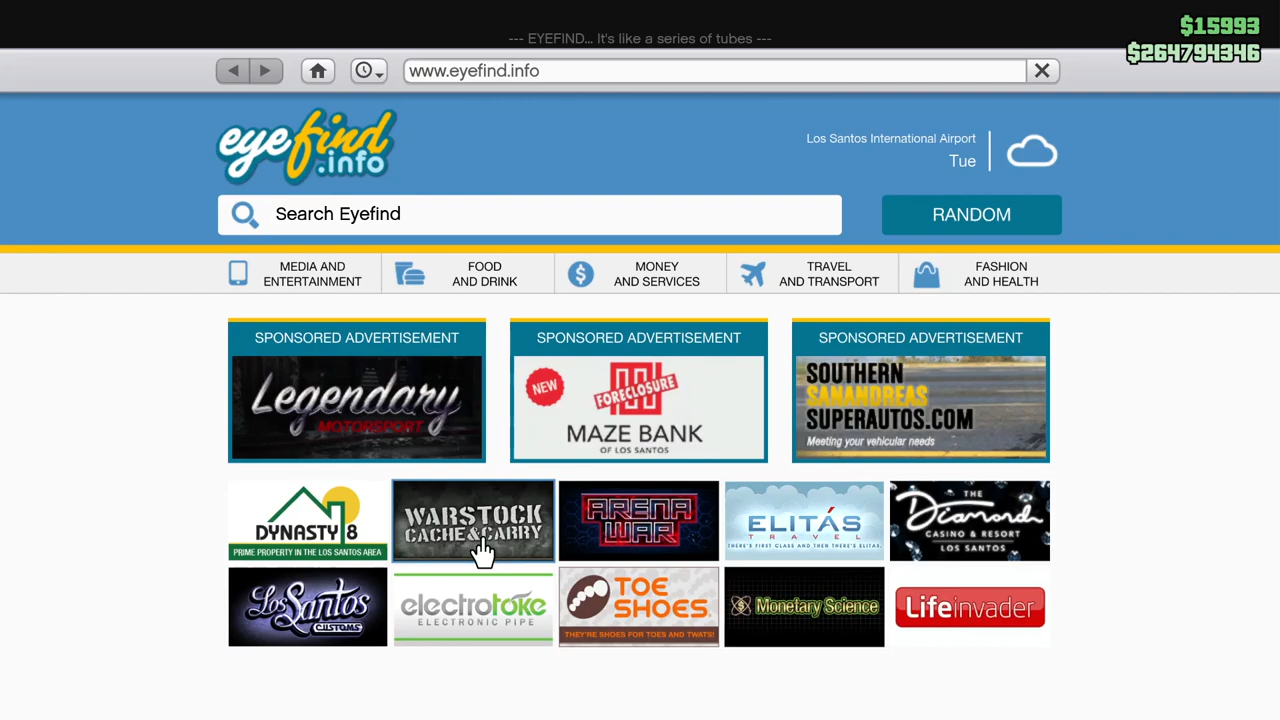 $15993
--- EYEFIND... It's like a series of tubes ---
$264794346
www.eyefind.info
eyefind
.info
Los Santos International Airport
Tue
Search Eyefind
RANDOM
MEDIA AND
ENTERTAINMENT
FOOD
AND DRINK
MONEY
AND SERVICES
TRAVEL
AND TRANSPORT
FASHION
AND HEALTH
SPONSORED ADVERTISEMENT
Legendary
MOTORSPORT
SPONSORED ADVERTISEMENT
NEW
FORECLOSURE
MAZE BANK
OF LOS SANTOS
SPONSORED ADVERTISEMENT
SOUTHERN
SANANDREAS
SUPERAUTOS.COM
Meeting your vehicular needs
DYNASTY 8
PRIME PROPERTY IN THE LOS SANTOS AREA
WARSTOCK
CACHE&CARRY
ARENA
WAR
ELITÁS
TRAVEL
THERE'S FIRST CLASS AND THEN THERE'S ELITAS.
THE
Diamond
CASINO & RESORT
LOS SANTOS
Los Santos
CUSTOMS
electrotoke
ELECTRONIC PIPE
TOE
SHOES
THEY'RE SHOES FOR TOES AND TWATS!
Monetary Science
Lifeinvader